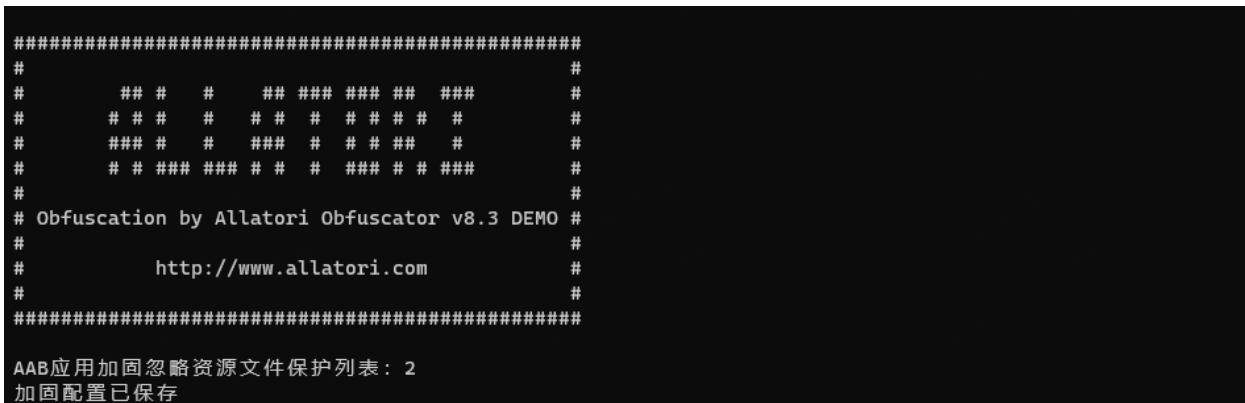 ################################################
#                                              #
#        ## #   #    ## ### ### ##  ###        #
#       # # #   #   # #  #  # # # #  #         #
#       ### #   #   ###  #  # # ##   #         #
#       # # ### ### # #  #  ### # # ###        #
#                                              #
# Obfuscation by Allatori Obfuscator v8.3 DEMO #
#                                              #
#           http://www.allatori.com            #
#                                              #
################################################
AAB应用加固忽略资源文件保护列表: 2
加固配置已保存